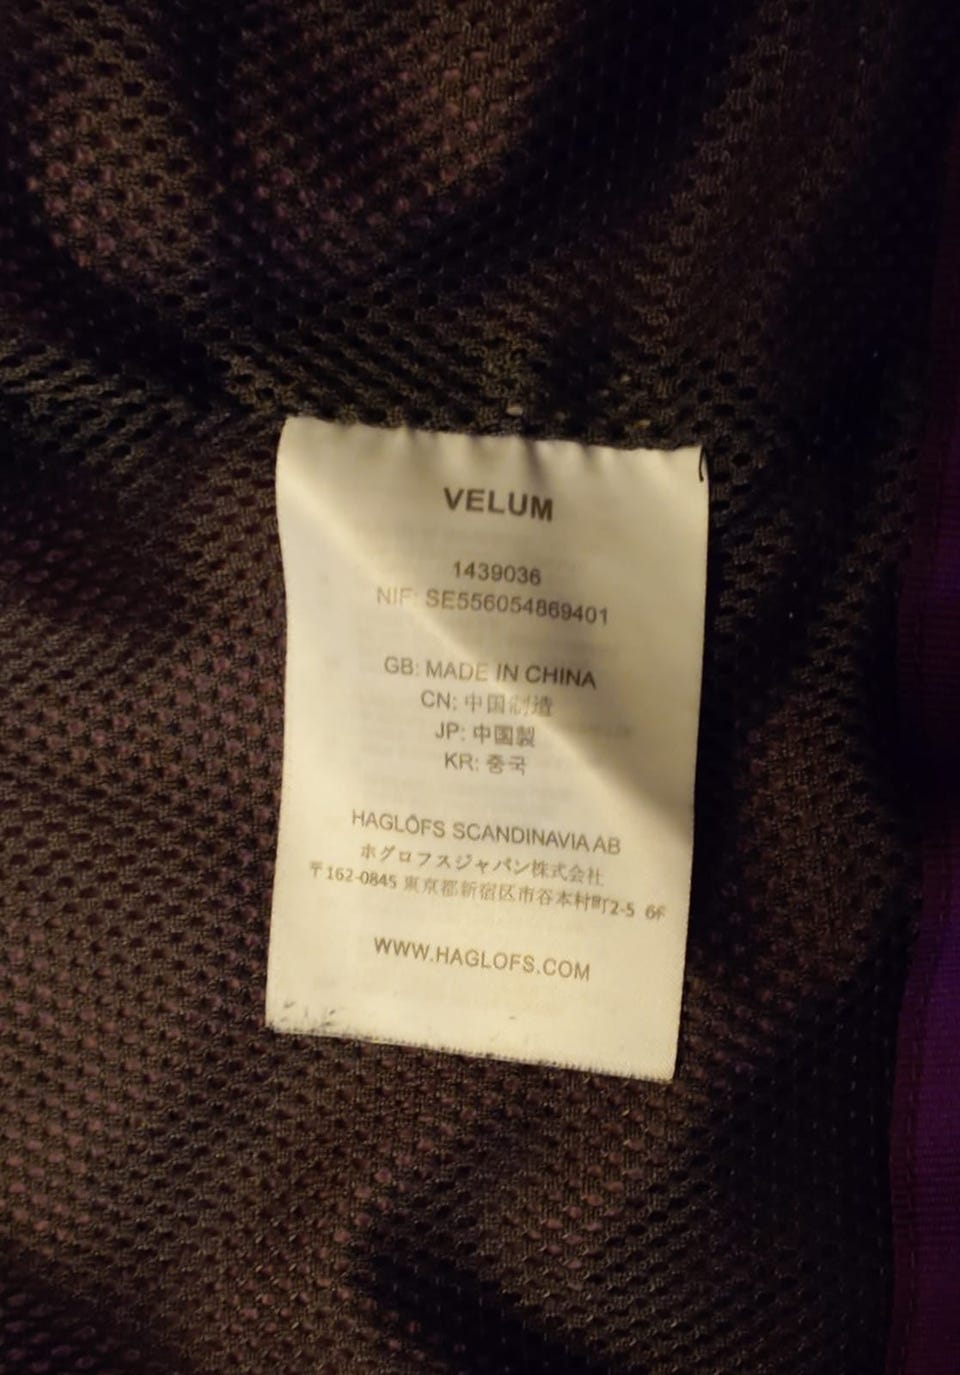 VELUM
1439036
NIF: SE556054869401
GB: MADE IN CHINA
CN: 中国制造
JP: 中国製
KR: 중국
HAGLÖFS SCANDINAVIA AB
ホグロフスジャパン株式会社
〒162-0845 東京都新宿区市谷本村町2-5 6F
WWW.HAGLOFS.COM